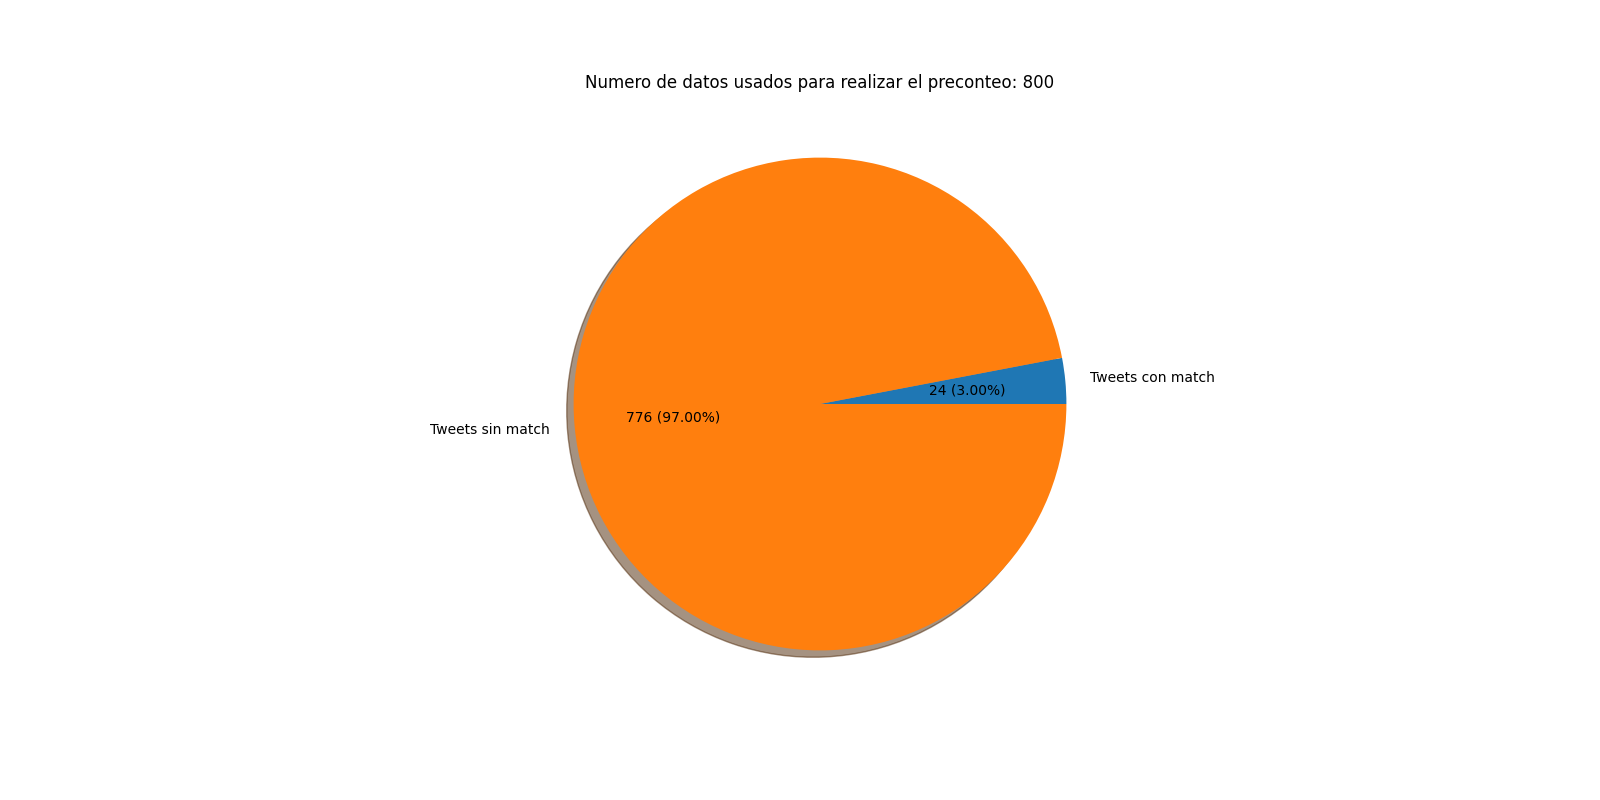 Numero de datos usados para realizar el preconteo: 800
Tweets con match
24 (3.00%)
776 (97.00%)
Tweets sin match